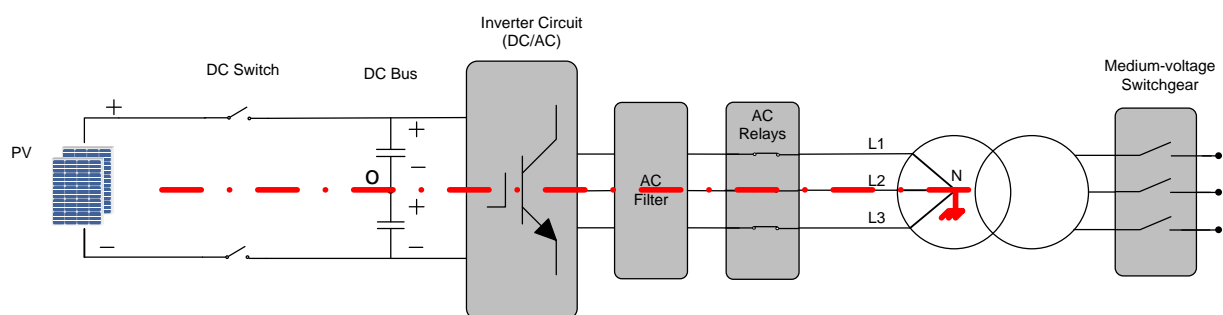 Inverter Circuit
(DC/AC)
DC Switch
DC Bus
Medium-voltage
Switchgear
PV
+
−
+
−
O
+
−
AC
Filter
AC
Relays
L1
L2
L3
N